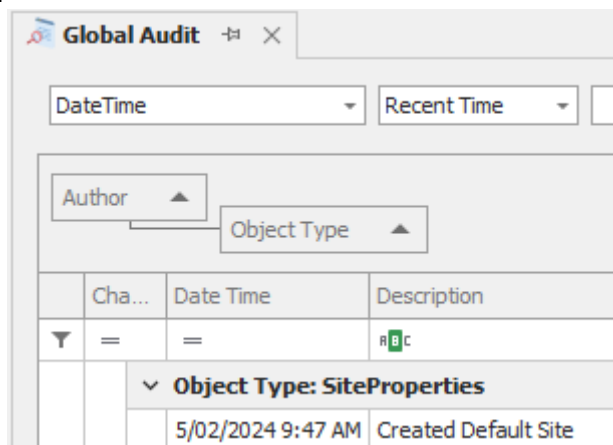 Global Audit
DateTime Recent Time
Author
Object Type
Cha... Date Time Description
= = ABC
Object Type: SiteProperties
5/02/2024 9:47 AM Created Default Site